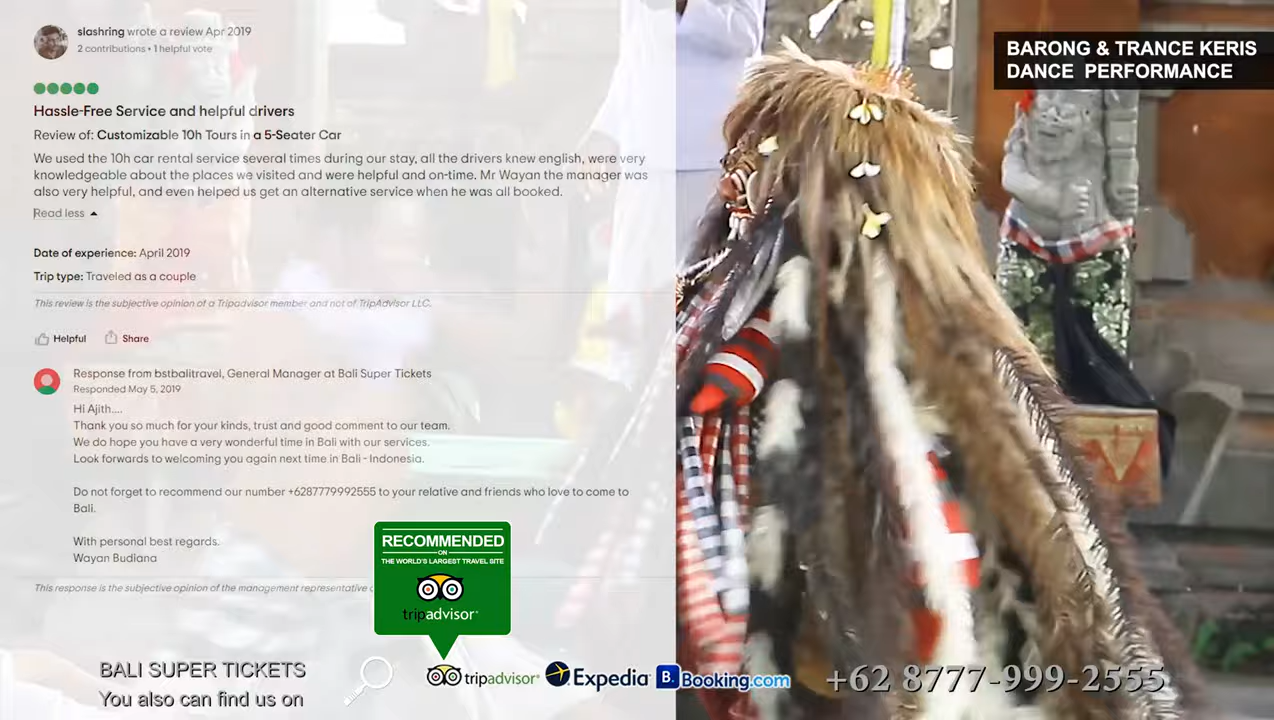 slashring wrote a review Apr 2019
2 contributions • 1 helpful vote
BARONG & TRANCE KERIS
DANCE PERFORMANCE
Hassle-Free Service and helpful drivers
Review of: Customizable 10h Tours in a 5-Seater Car
We used the 10h car rental service several times during our stay, all the drivers knew english, were very
knowledgeable about the places we visited and were helpful and on-time. Mr Wayan the manager was
also very helpful, and even helped us get an alternative service when he was all booked.
Read less
Date of experience: April 2019
Trip type: Traveled as a couple
This review is the subjective opinion of a Tripadvisor member and not of TripAdvisor LLC.
Helpful Share
Response from bstbalitravel, General Manager at Bali Super Tickets
Responded May 5, 2019
Hi Ajith....
Thank you so much for your kinds, trust and good comment to our team.
We do hope you have a very wonderful time in Bali with our services.
Look forwards to welcoming you again next time in Bali - Indonesia.
Do not forget to recommend our number +6287779992555 to your relative and friends who love to come to
Bali.
With personal best regards.
Wayan Budiana
This response is the subjective opinion of the management representative
RECOMMENDED
ON
THE WORLD'S LARGEST TRAVEL SITE
tripadvisor
BALI SUPER TICKETS
You also can find us on
tripadvisor Expedia B. Booking.com
+62 8777-999-2555